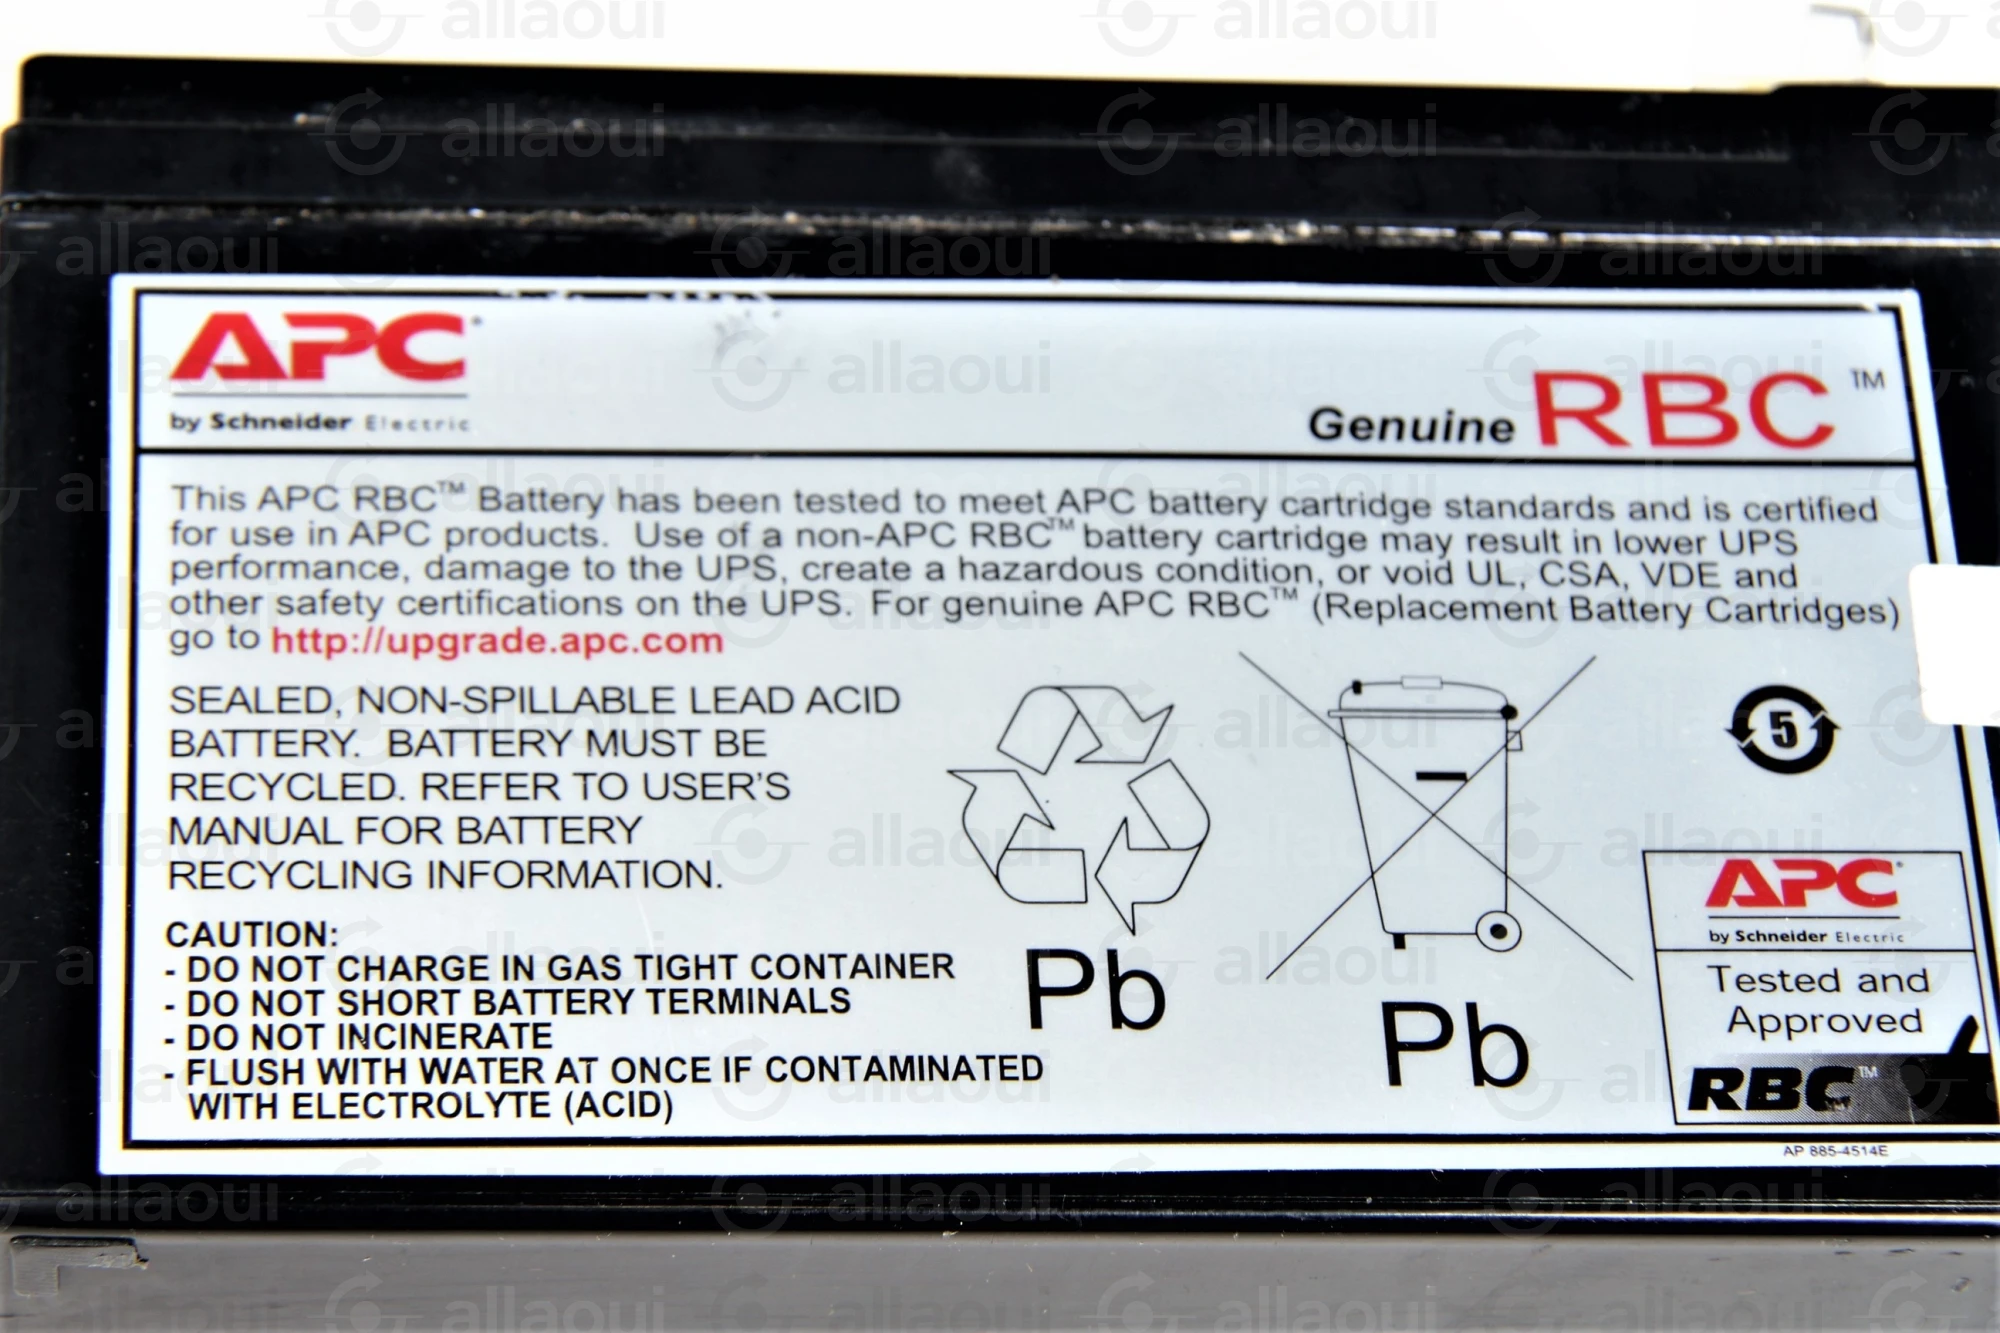 APC
by Schneider Electric
Genuine RBC™
This APC RBC™ Battery has been tested to meet APC battery cartridge standards and is certified
for use in APC products. Use of a non-APC RBC™ battery cartridge may result in lower UPS
performance, damage to the UPS, create a hazardous condition, or void UL, CSA, VDE and
other safety certifications on the UPS. For genuine APC RBC™ (Replacement Battery Cartridges)
go to http://upgrade.apc.com
SEALED, NON-SPILLABLE LEAD ACID
BATTERY. BATTERY MUST BE
RECYCLED. REFER TO USER'S
MANUAL FOR BATTERY
RECYCLING INFORMATION.
CAUTION:
- DO NOT CHARGE IN GAS TIGHT CONTAINER
- DO NOT SHORT BATTERY TERMINALS
- DO NOT INCINERATE
- FLUSH WITH WATER AT ONCE IF CONTAMINATED
WITH ELECTROLYTE (ACID)
Pb
Pb
5
APC
by Schneider Electric
Tested and
Approved
RBC™
AP 885-4514E
allaoui